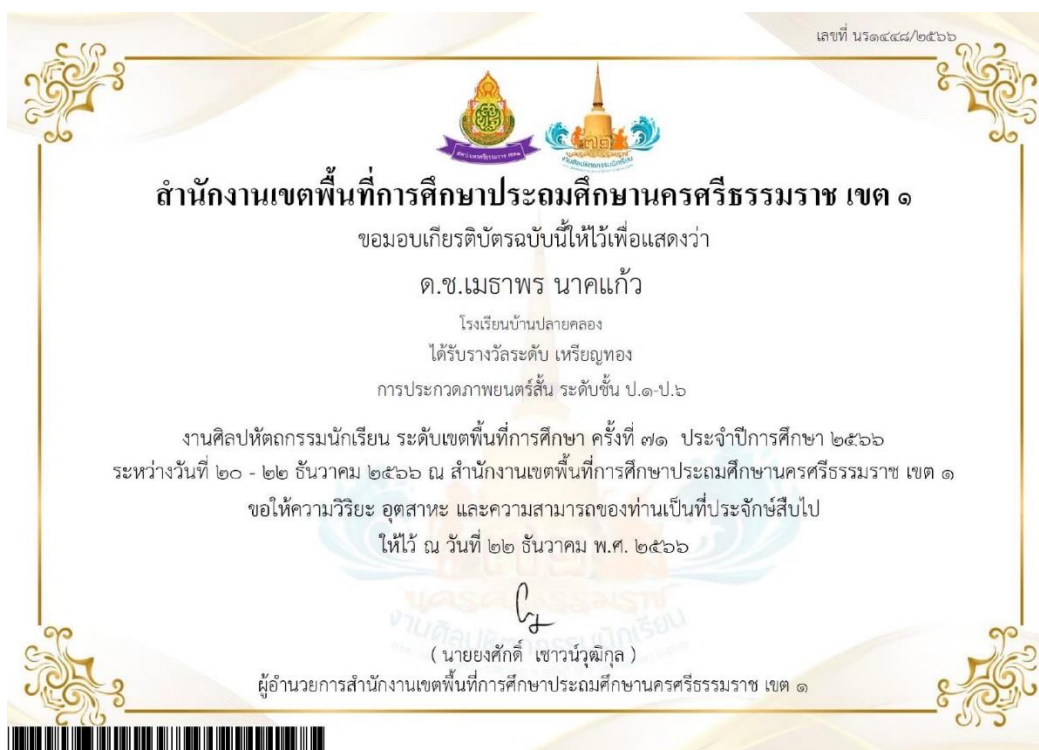 เลขที่ นร๑๔๔๘/๒๕๖๖
สำนักงานเขตพื้นที่การศึกษาประถมศึกษานครศรีธรรมราช เขต ๑
ขอมอบเกียรติบัตรฉบับนี้ให้ไว้เพื่อแสดงว่า
ด.ช.เมธาพร นาคแก้ว
โรงเรียนบ้านปลายคลอง
ได้รับรางวัลระดับ เหรียญทอง
การประกวดภาพยนตร์สั้น ระดับชั้น ป.๑-ป.๖
งานศิลปหัตถกรรมนักเรียน ระดับเขตพื้นที่การศึกษา ครั้งที่ ๗๑ ประจำปีการศึกษา ๒๕๖๖
ระหว่างวันที่ ๒๐ - ๒๒ ธันวาคม ๒๕๖๖ ณ สำนักงานเขตพื้นที่การศึกษาประถมศึกษานครศรีธรรมราช เขต ๑
ขอให้ความวิริยะ อุตสาหะ และความสามารถของท่านเป็นที่ประจักษ์สืบไป
ให้ไว้ ณ วันที่ ๒๒ ธันวาคม พ.ศ. ๒๕๖๖
( นายยงศักดิ์ เชาวน์วุฒิกุล )
ผู้อำนวยการสำนักงานเขตพื้นที่การศึกษาประถมศึกษานครศรีธรรมราช เขต ๑